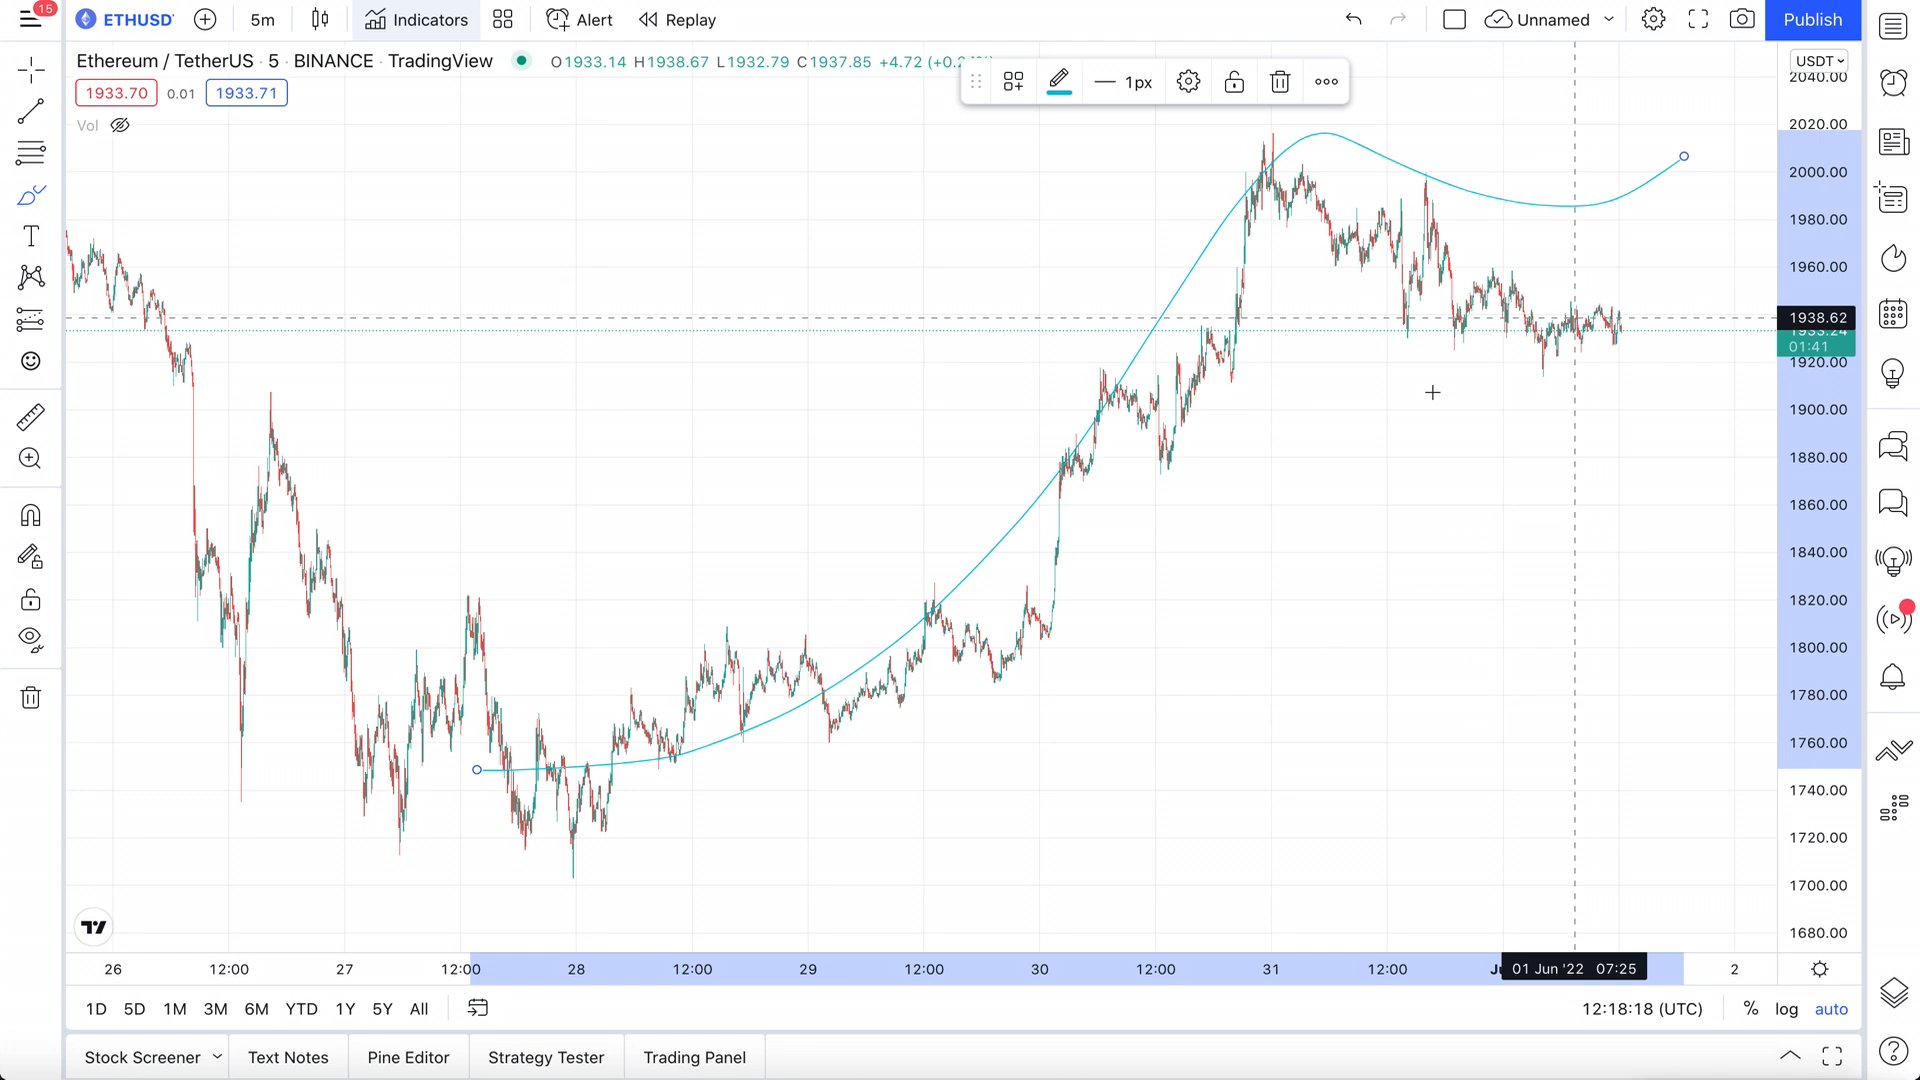 15
ETHUSD
5m
Indicators
Alert
Replay
Unnamed
Publish
Ethereum / TetherUS · 5 · BINANCE · TradingView
O1933.14 H1938.67 L1932.79 C1937.85 +4.72
1px
USDT
1933.70
0.01
1933.71
Vol
2040.00
2020.00
2000.00
1980.00
1960.00
1938.62
1933.24
01:41
1920.00
1900.00
1880.00
1860.00
1840.00
1820.00
1800.00
1780.00
1760.00
1740.00
1720.00
1700.00
1680.00
26
12:00
27
12:00
28
12:00
29
12:00
30
12:00
31
12:00
01 Jun '22 07:25
2
1D 5D 1M 3M 6M YTD 1Y 5Y All
12:18:18 (UTC)
%
log
auto
Stock Screener
Text Notes
Pine Editor
Strategy Tester
Trading Panel